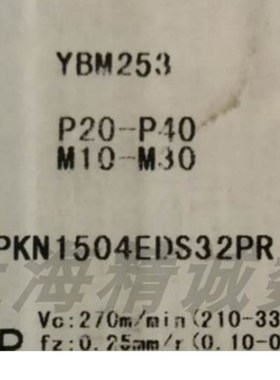 YBM253
P20-P40
M10-M30
PKN1504EDS32PR
海精诚
Vc:270m/min(210-33
fz:0.25mm/r(0.10-0